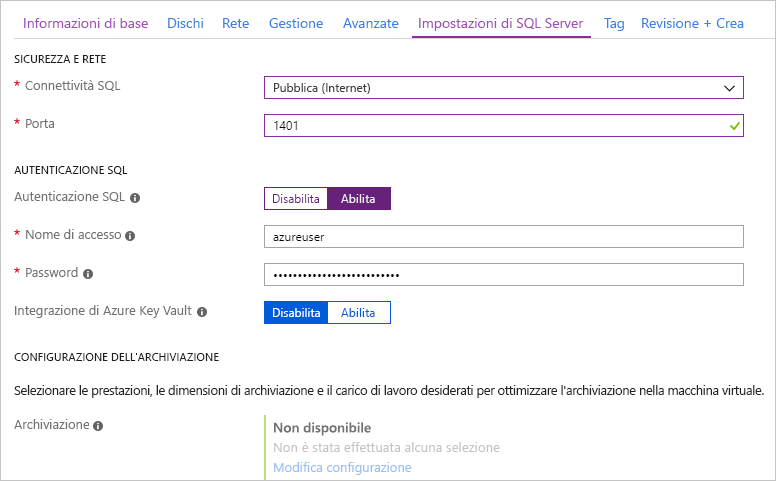 Informazioni di base Dischi Rete Gestione Avanzate Impostazioni di SQL Server Tag Revisione + Crea
SICUREZZA E RETE
* Connettività SQL Pubblica (Internet)
* Porta 1401
AUTENTICAZIONE SQL
Autenticazione SQL Disabilita Abilita
* Nome di accesso azureuser
* Password ••••••••••••••••••••••••••
Integrazione di Azure Key Vault Disabilita Abilita
CONFIGURAZIONE DELL'ARCHIVIAZIONE
Selezionare le prestazioni, le dimensioni di archiviazione e il carico di lavoro desiderati per ottimizzare l'archiviazione nella macchina virtuale.
Archiviazione Non disponibile
Non è stata effettuata alcuna selezione
Modifica configurazione